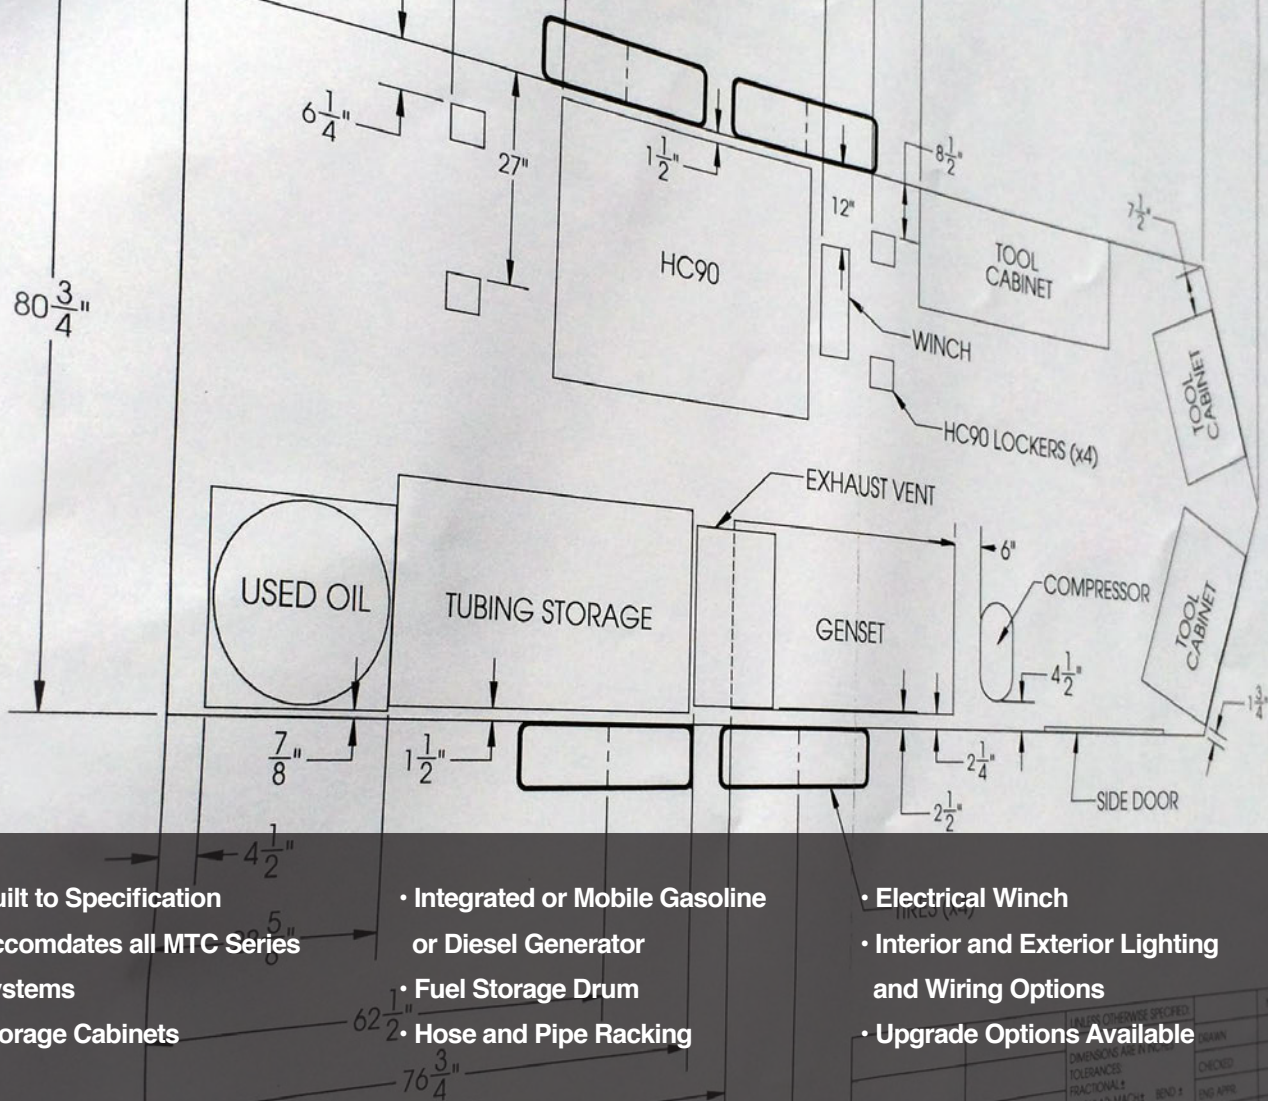 6 1/4"
27"
1 1/2"
12"
8 1/2"
7 1/2"
80 3/4"
HC90
TOOL
CABINET
WINCH
TOOL
CABINET
HC90 LOCKERS (x4)
EXHAUST VENT
6"
COMPRESSOR
USED OIL
TUBING STORAGE
GENSET
TOOL
CABINET
4 1/2"
1 3/4"
7/8"
1 1/2"
2 1/4"
2 1/2"
SIDE DOOR
4 1/2"
TIRES (x4)
5/8"
62 1/2"
76 3/4"
uilt to Specification
ccomdates all MTC Series
ystems
orage Cabinets
• Integrated or Mobile Gasoline
or Diesel Generator
• Fuel Storage Drum
• Hose and Pipe Racking
• Electrical Winch
• Interior and Exterior Lighting
and Wiring Options
• Upgrade Options Available
UNLESS OTHERWISE SPECIFIED:
DIMENSIONS ARE IN INCHES
TOLERANCES:
FRACTIONAL ±
BEND ±
DRAWN
CHECKED
ENG APPR.